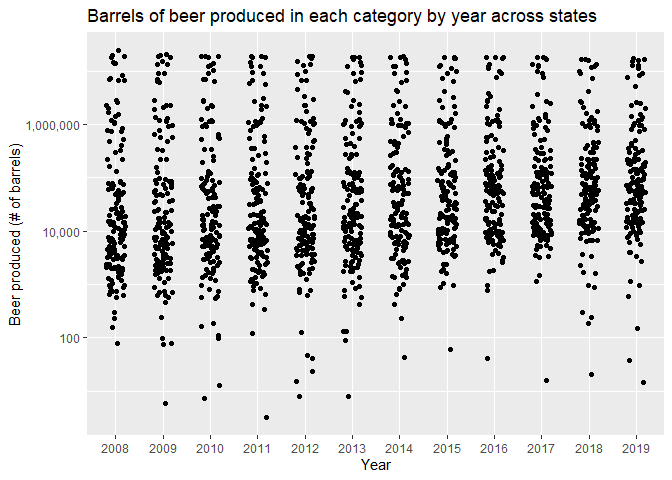 Barrels of beer produced in each category by year across states
Beer produced (# of barrels)
1,000,000
10,000
100
2008 2009 2010 2011 2012 2013 2014 2015 2016 2017 2018 2019
Year